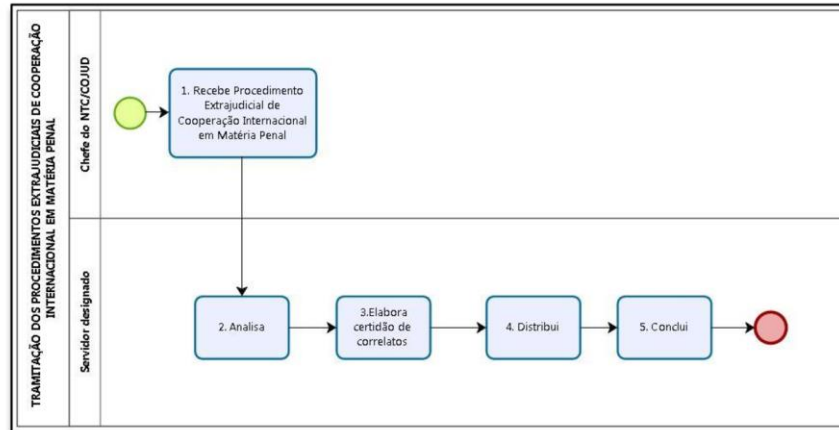 TRAMITAÇÃO DOS PROCEDIMENTOS EXTRAJUDICIAIS DE COOPERAÇÃO
INTERNACIONAL EM MATÉRIA PENAL
Chefe do NTC/COJUD
1. Recebe Procedimento
Extrajudicial de
Cooperação Internacional
em Matéria Penal
Servidor designado
2. Analisa
3.Elabora
certidão de
correlatos
4. Distribui
5. Conclui